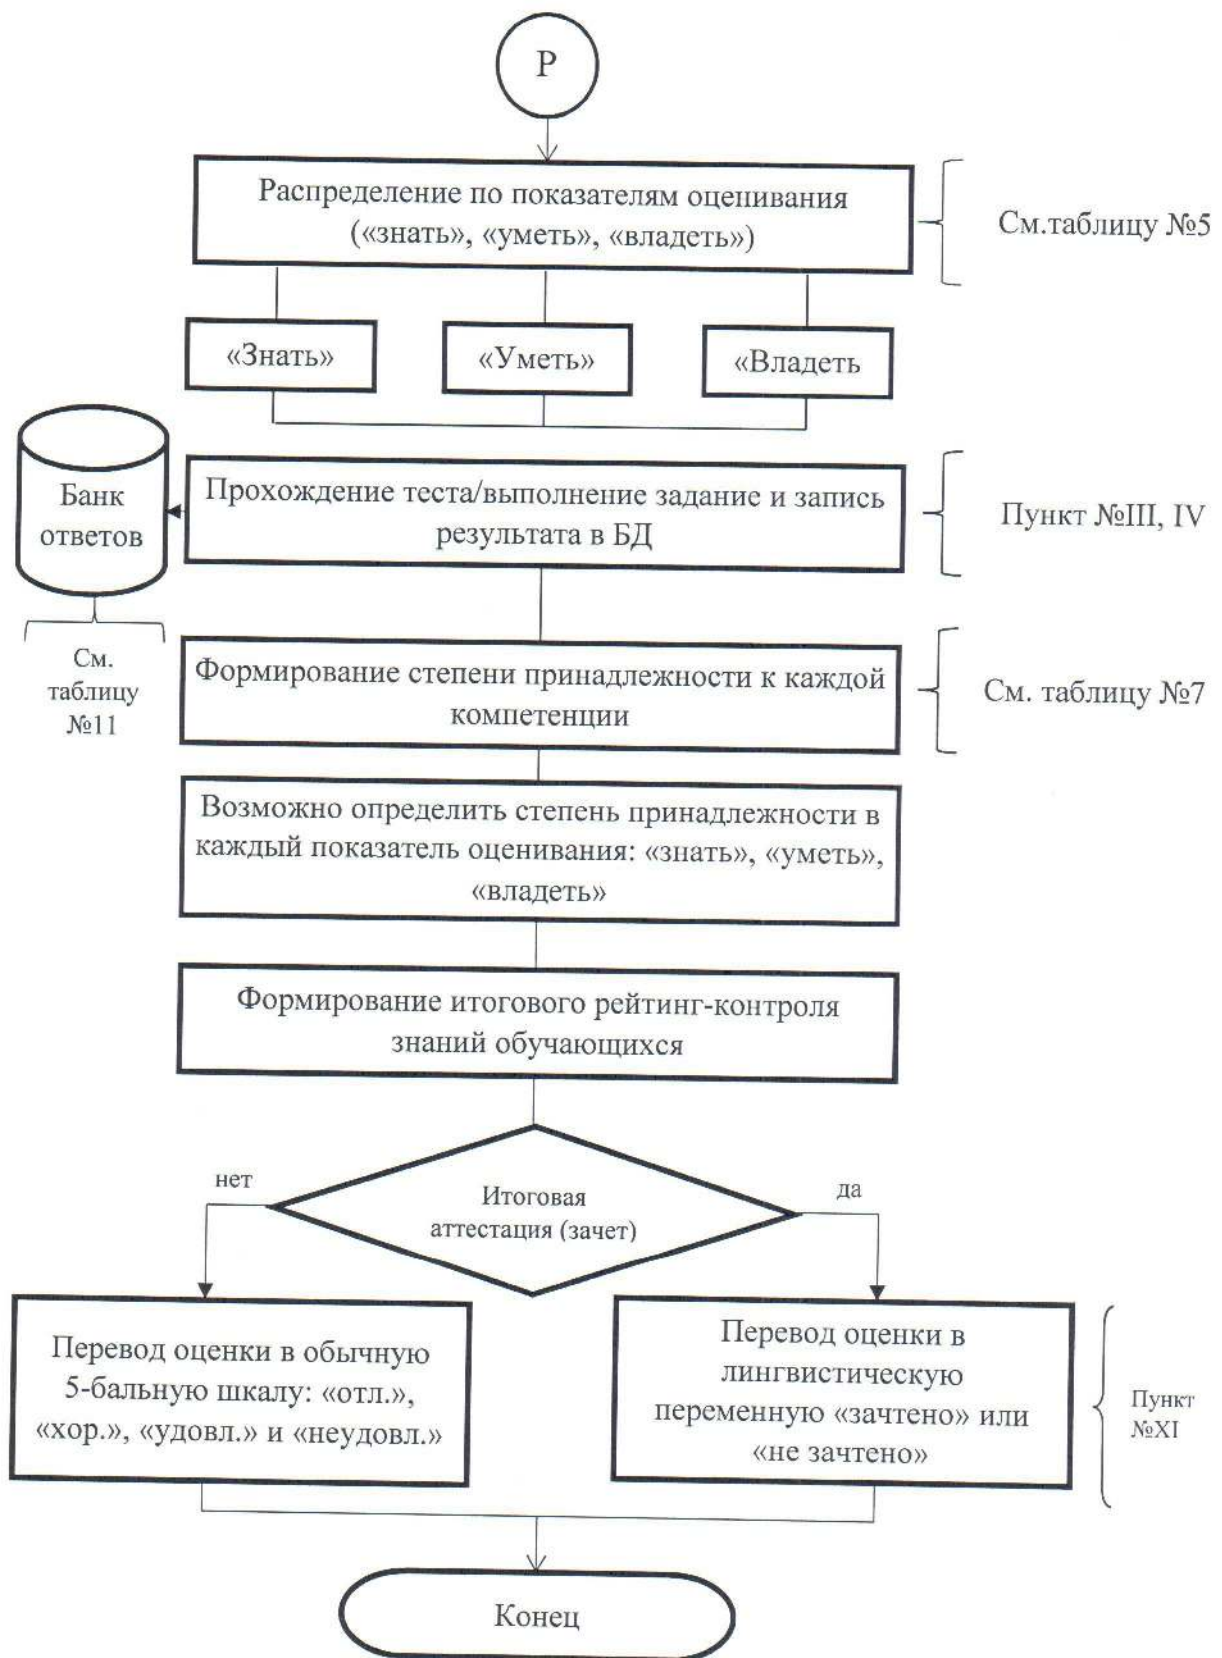 Р
Распределение по показателям оценивания
(«знать», «уметь», «владеть»)
См.таблицу №5
«Знать»
«Уметь»
«Владеть
Банк
ответов
Прохождение теста/выполнение задание и запись
результата в БД
Пункт №III, IV
См.
таблицу
№11
Формирование степени принадлежности к каждой
компетенции
См. таблицу №7
Возможно определить степень принадлежности в
каждый показатель оценивания: «знать», «уметь»,
«владеть»
Формирование итогового рейтинг-контроля
знаний обучающихся
нет
Итоговая
аттестация (зачет)
да
Перевод оценки в обычную
5-бальную шкалу: «отл.»,
«хор.», «удовл.» и «неудовл.»
Перевод оценки в
лингвистическую
переменную «зачтено» или
«не зачтено»
Пункт
№XI
Конец